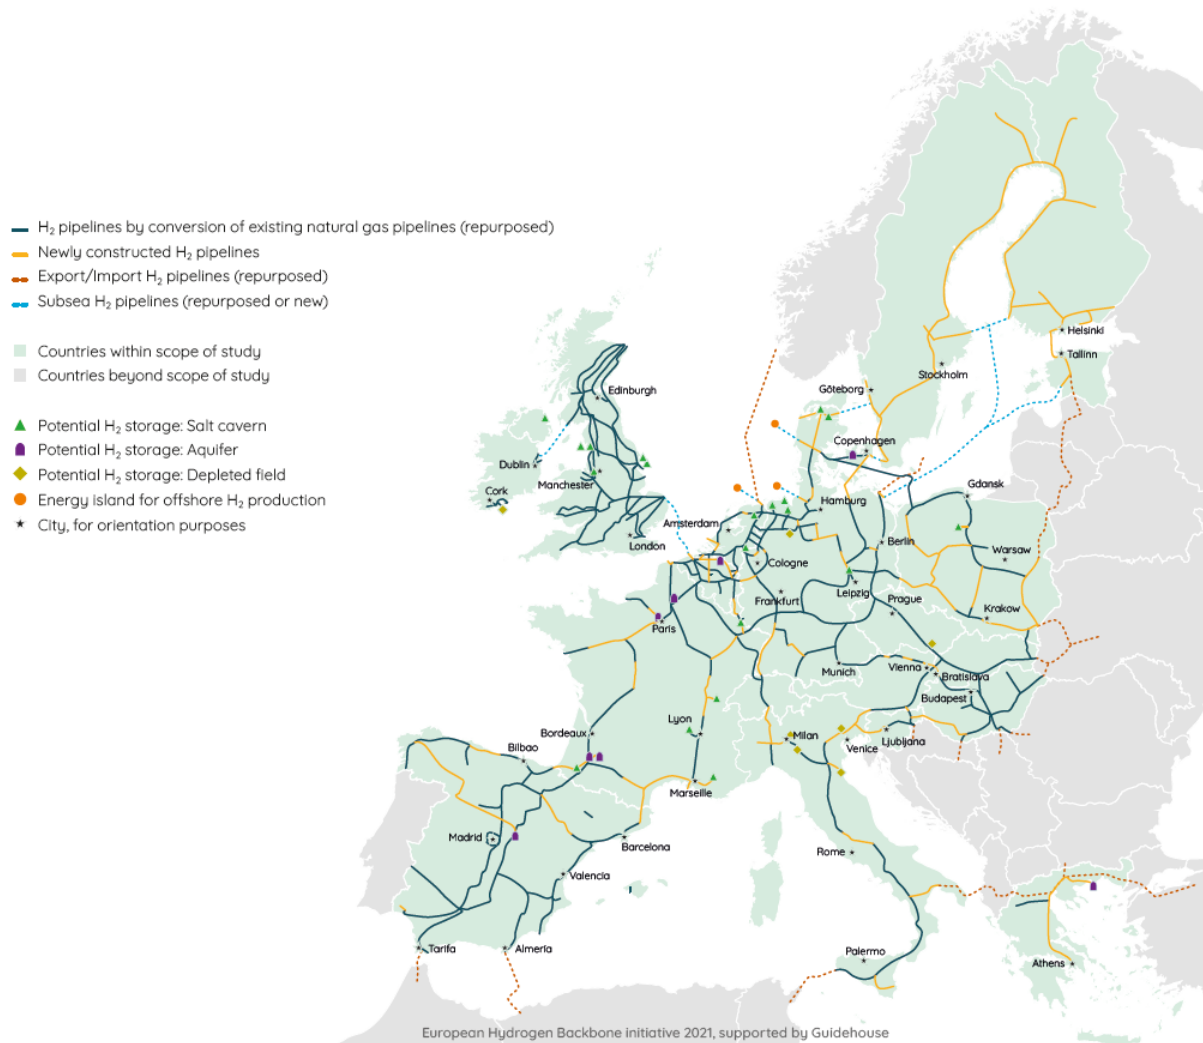 H₂ pipelines by conversion of existing natural gas pipelines (repurposed)
Newly constructed H₂ pipelines
Export/Import H₂ pipelines (repurposed)
Subsea H₂ pipelines (repurposed or new)
Countries within scope of study
Countries beyond scope of study
Potential H₂ storage: Salt cavern
Potential H₂ storage: Aquifer
Potential H₂ storage: Depleted field
Energy island for offshore H₂ production
City, for orientation purposes
Helsinki
Tallinn
Stockholm
Göteborg
Edinburgh
Copenhagen
Dublin
Manchester
Cork
Gdansk
Hamburg
Amsterdam
London
Berlin
Warsaw
Cologne
Leipzig
Frankfurt
Prague
Krakow
Paris
Munich
Vienna
Bratislava
Budapest
Lyon
Bordeaux
Bilbao
Milan
Venice
Ljubljana
Marseille
Madrid
Barcelona
Rome
Valencia
Tarifa
Almería
Palermo
Athens
European Hydrogen Backbone initiative 2021, supported by Guidehouse